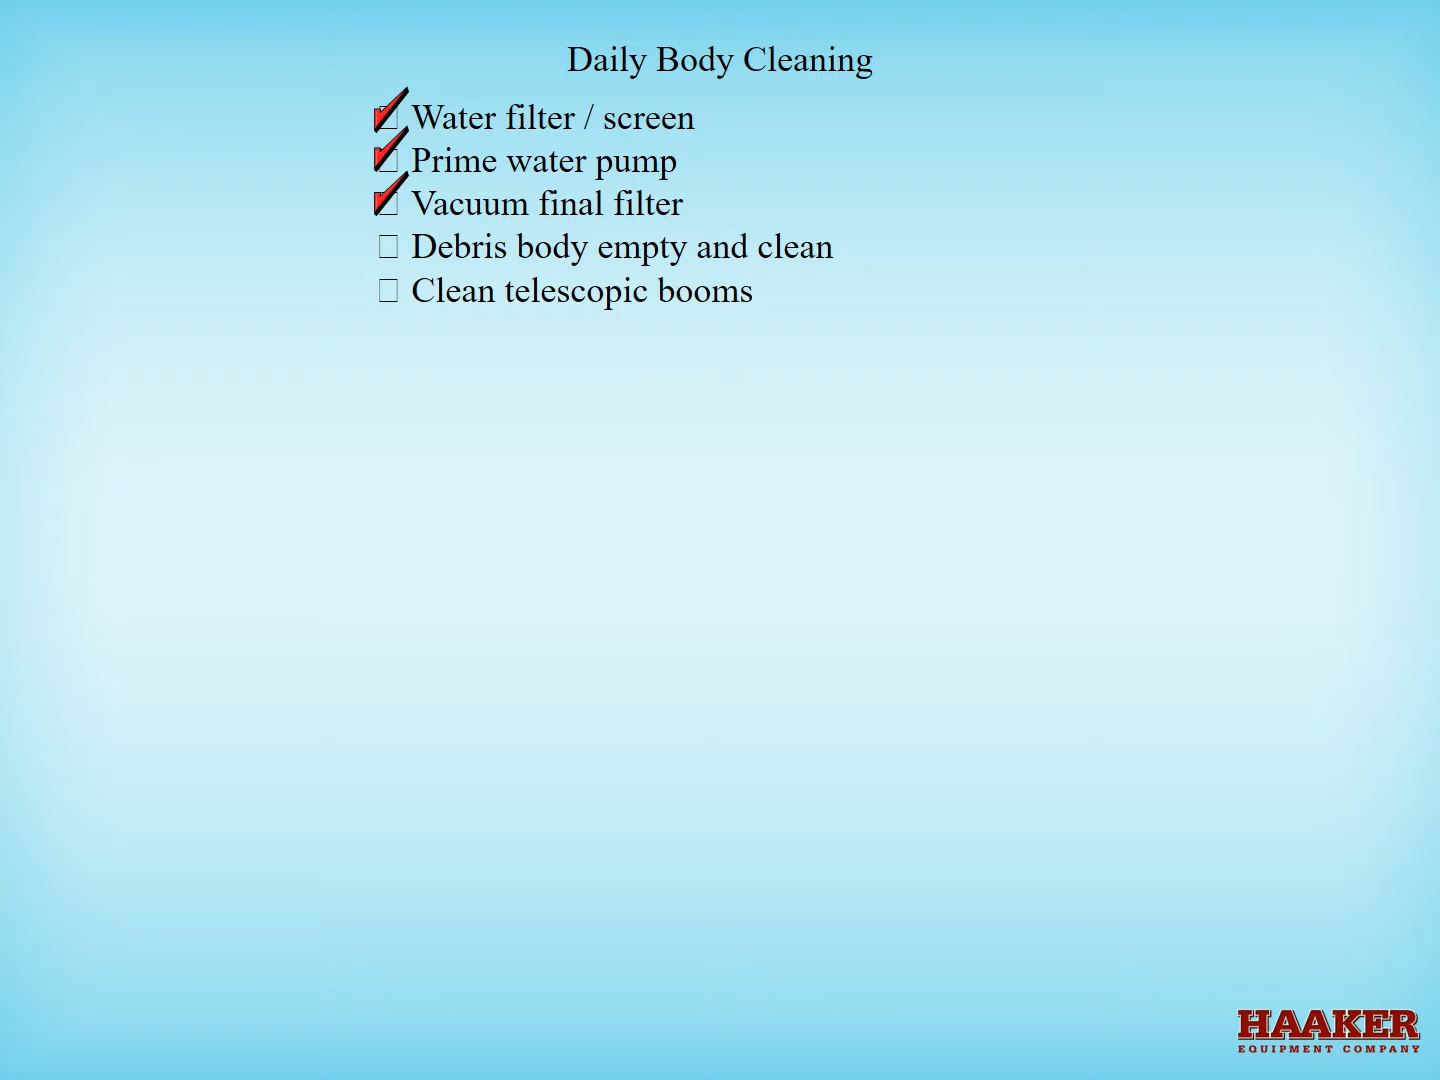 Daily Body Cleaning
Water filter / screen
Prime water pump
Vacuum final filter
Debris body empty and clean
Clean telescopic booms
HAAKER
EQUIPMENT COMPANY